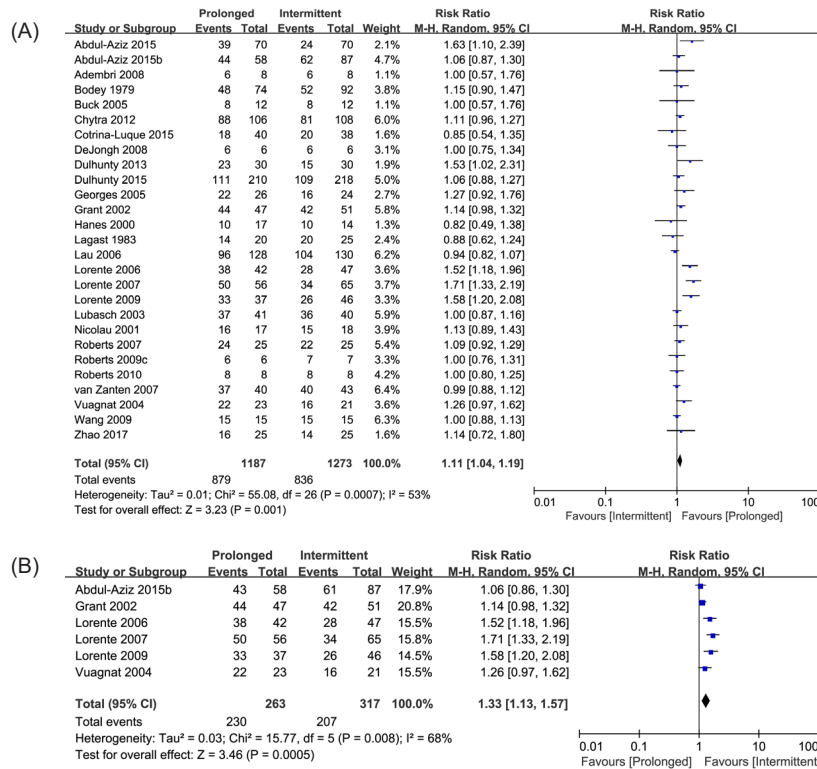 (A)
Prolonged Intermittent Risk Ratio Risk Ratio
Study or Subgroup Events Total Events Total Weight M-H, Random, 95% CI M-H, Random, 95% CI
Abdul-Aziz 2015 39 70 24 70 2.1% 1.63 [1.10, 2.39]
Abdul-Aziz 2015b 44 58 62 87 4.7% 1.06 [0.87, 1.30]
Adembri 2008 6 8 6 8 1.1% 1.00 [0.57, 1.76]
Bodey 1979 48 74 52 92 3.8% 1.15 [0.90, 1.47]
Buck 2005 8 12 8 12 1.1% 1.00 [0.57, 1.76]
Chytra 2012 88 106 81 108 6.0% 1.11 [0.96, 1.27]
Cotrina-Luque 2015 18 40 20 38 1.5% 0.85 [0.54, 1.35]
DeJongh 2008 6 6 6 6 3.1% 1.00 [0.75, 1.34]
Dulhunty 2013 23 30 15 30 1.9% 1.53 [1.02, 2.31]
Dulhunty 2015 111 210 109 218 5.0% 1.06 [0.88, 1.27]
Georges 2005 22 26 16 24 2.7% 1.27 [0.92, 1.76]
Grant 2002 44 47 42 51 5.8% 1.14 [0.98, 1.32]
Hanes 2000 10 17 10 14 1.3% 0.82 [0.49, 1.38]
Lagast 1983 14 20 20 25 2.4% 0.88 [0.62, 1.24]
Lau 2006 96 128 104 130 6.2% 0.94 [0.82, 1.07]
Lorente 2006 38 42 28 47 3.7% 1.52 [1.18, 1.96]
Lorente 2007 50 56 34 65 3.8% 1.71 [1.33, 2.19]
Lorente 2009 33 37 26 46 3.4% 1.58 [1.20, 2.08]
Lubasch 2003 37 41 36 40 5.8% 1.00 [0.87, 1.16]
Nicolau 2001 16 17 15 18 4.0% 1.13 [0.89, 1.43]
Roberts 2007 24 25 22 25 5.2% 1.09 [0.92, 1.29]
Roberts 2009c 6 6 7 7 3.3% 1.00 [0.76, 1.31]
Roberts 2010 8 8 8 8 4.2% 1.00 [0.80, 1.25]
van Zanten 2007 37 40 40 43 6.4% 0.99 [0.88, 1.12]
Vuagnat 2004 22 23 16 21 3.6% 1.26 [0.97, 1.62]
Wang 2009 15 15 15 15 6.3% 1.00 [0.88, 1.13]
Zhao 2017 16 25 14 25 1.6% 1.14 [0.72, 1.80]
Total (95% CI) 1187 1273 100.0% 1.11 [1.04, 1.19]
Total events 879 836
Heterogeneity: Tau² = 0.01; Chi² = 55.08, df = 26 (P = 0.0007); I² = 53%
Test for overall effect: Z = 3.23 (P = 0.001)
0.01 0.1 1 10 100
Favours [Intermittent] Favours [Prolonged]
(B)
Prolonged Intermittent Risk Ratio Risk Ratio
Study or Subgroup Events Total Events Total Weight M-H, Random, 95% CI M-H, Random, 95% CI
Abdul-Aziz 2015b 43 58 61 87 17.9% 1.06 [0.86, 1.30]
Grant 2002 44 47 42 51 20.8% 1.14 [0.98, 1.32]
Lorente 2006 38 42 28 47 15.5% 1.52 [1.18, 1.96]
Lorente 2007 50 56 34 65 15.8% 1.71 [1.33, 2.19]
Lorente 2009 33 37 26 46 14.5% 1.58 [1.20, 2.08]
Vuagnat 2004 22 23 16 21 15.5% 1.26 [0.97, 1.62]
Total (95% CI) 263 317 100.0% 1.33 [1.13, 1.57]
Total events 230 207
Heterogeneity: Tau² = 0.03; Chi² = 15.77, df = 5 (P = 0.008); I² = 68%
Test for overall effect: Z = 3.46 (P = 0.0005)
0.01 0.1 1 10 100
Favours [Prolonged] Favours [Intermittent]